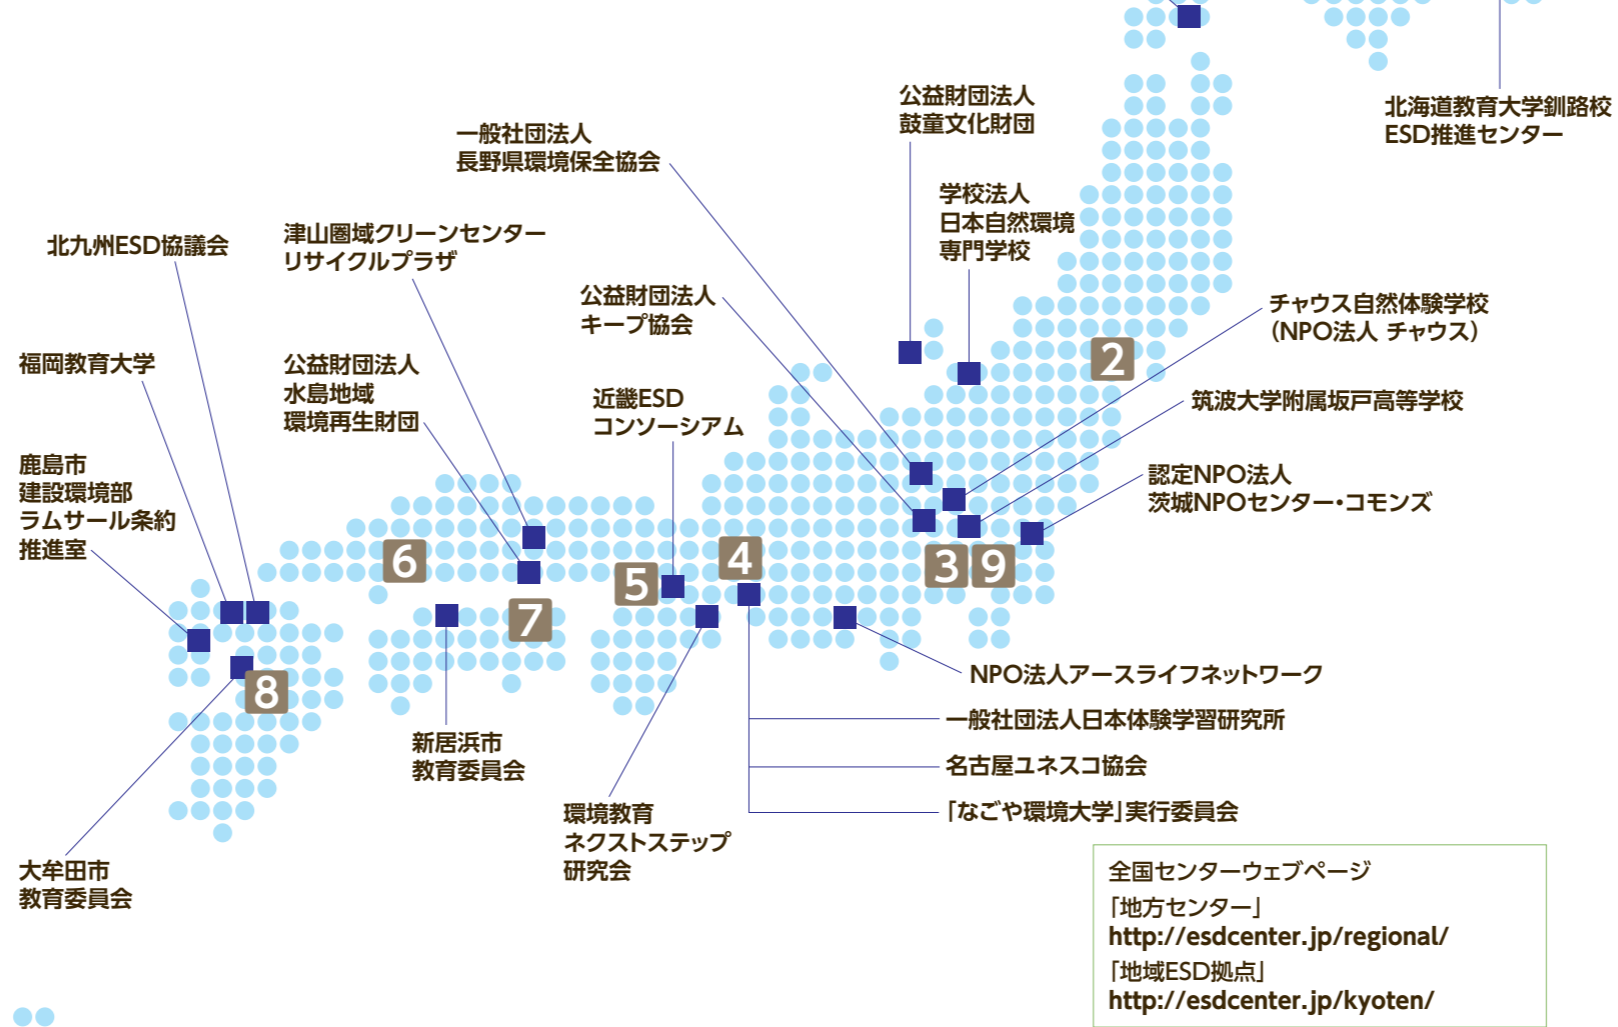 公益財団法人
鼓童文化財団
北海道教育大学釧路校
ESD推進センター
一般社団法人
長野県環境保全協会
学校法人
日本自然環境
専門学校
北九州ESD協議会
津山圏域クリーンセンター
リサイクルプラザ
公益財団法人
キープ協会
チャウス自然体験学校
（NPO法人 チャウス）
福岡教育大学
公益財団法人
水島地域
環境再生財団
近畿ESD
コンソーシアム
2
筑波大学附属坂戸高等学校
鹿島市
建設環境部
ラムサール条約
推進室
認定NPO法人
茨城NPOセンター・コモンズ
6
5
4
3
9
7
8
NPO法人アースライフネットワーク
一般社団法人日本体験学習研究所
名古屋ユネスコ協会
「なごや環境大学」実行委員会
新居浜市
教育委員会
環境教育
ネクストステップ
研究会
大牟田市
教育委員会
全国センターウェブページ
「地方センター」
http://esdcenter.jp/regional/
「地域ESD拠点」
http://esdcenter.jp/kyoten/